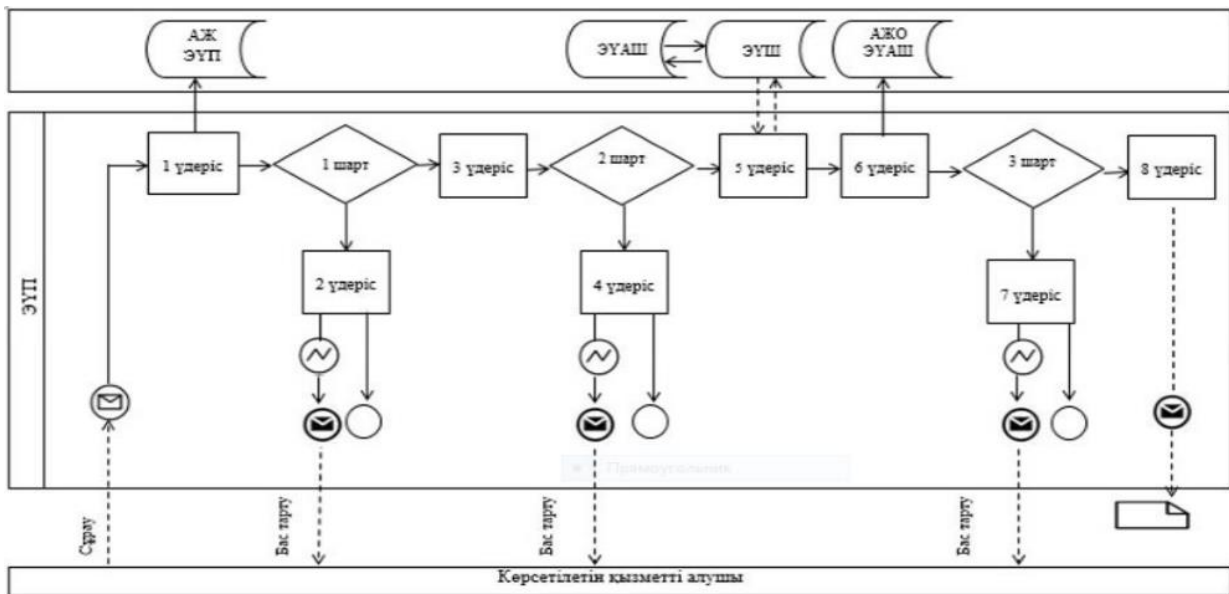 АЖ
ЭҮП
ЭҮАШ
ЭҮШ
АЖО
ЭҮАШ
ЭҮП
1 үдеріс
1 шарт
3 үдеріс
2 шарт
5 үдеріс
6 үдеріс
3 шарт
8 үдеріс
2 үдеріс
4 үдеріс
7 үдеріс
Прямоугольник
Сұрау
Бас тарту
Бас тарту
Бас тарту
Көрсетілетін қызметті алушы